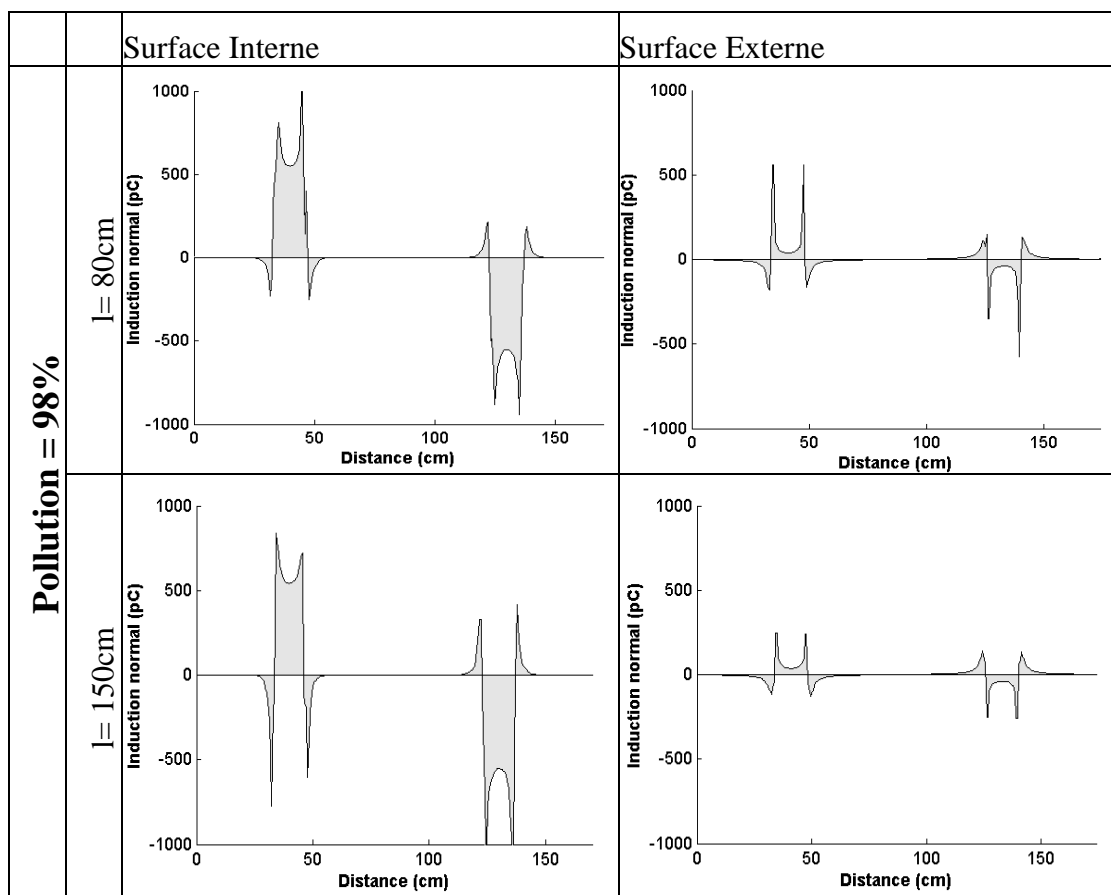 Surface Interne
Surface Externe
Pollution = 98%
l= 80cm
Induction normal (pC)
1000
500
0
-500
-1000
0
50
100
150
Distance (cm)
Induction normal (pC)
1000
500
0
-500
-1000
0
50
100
150
Distance (cm)
l= 150cm
Induction normal (pC)
1000
500
0
-500
-1000
0
50
100
150
Distance (cm)
Induction normal (pC)
1000
500
0
-500
-1000
0
50
100
150
Distance (cm)